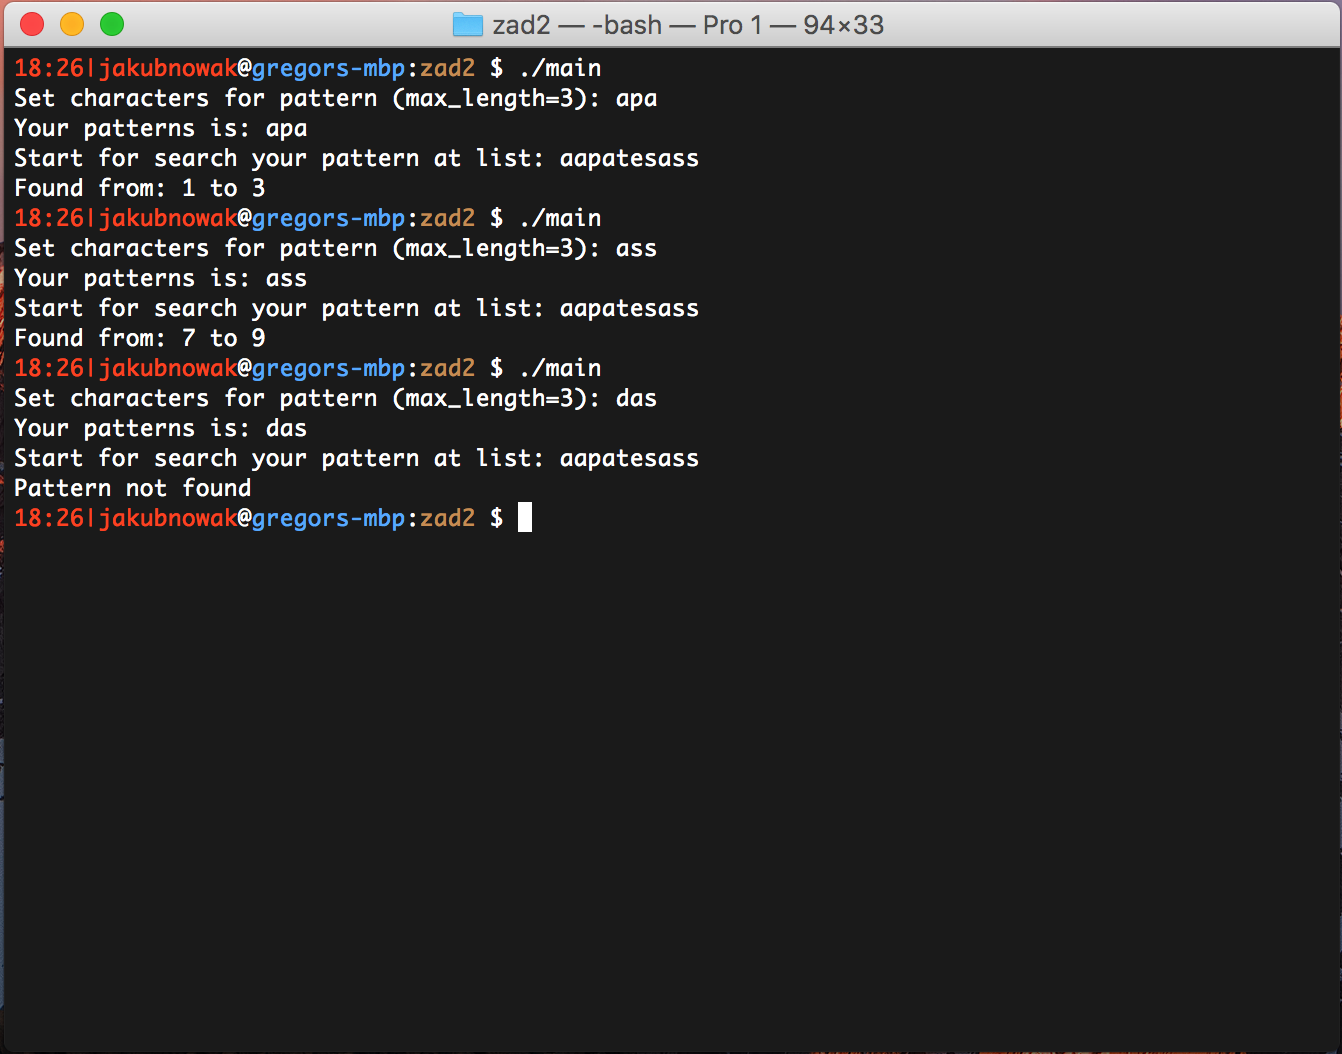 zad2 — -bash — Pro 1 — 94×33
18:26|jakubnowak@gregors-mbp:zad2 $ ./main
Set characters for pattern (max_length=3): apa
Your patterns is: apa
Start for search your pattern at list: aapatesass
Found from: 1 to 3
18:26|jakubnowak@gregors-mbp:zad2 $ ./main
Set characters for pattern (max_length=3): ass
Your patterns is: ass
Start for search your pattern at list: aapatesass
Found from: 7 to 9
18:26|jakubnowak@gregors-mbp:zad2 $ ./main
Set characters for pattern (max_length=3): das
Your patterns is: das
Start for search your pattern at list: aapatesass
Pattern not found
18:26|jakubnowak@gregors-mbp:zad2 $